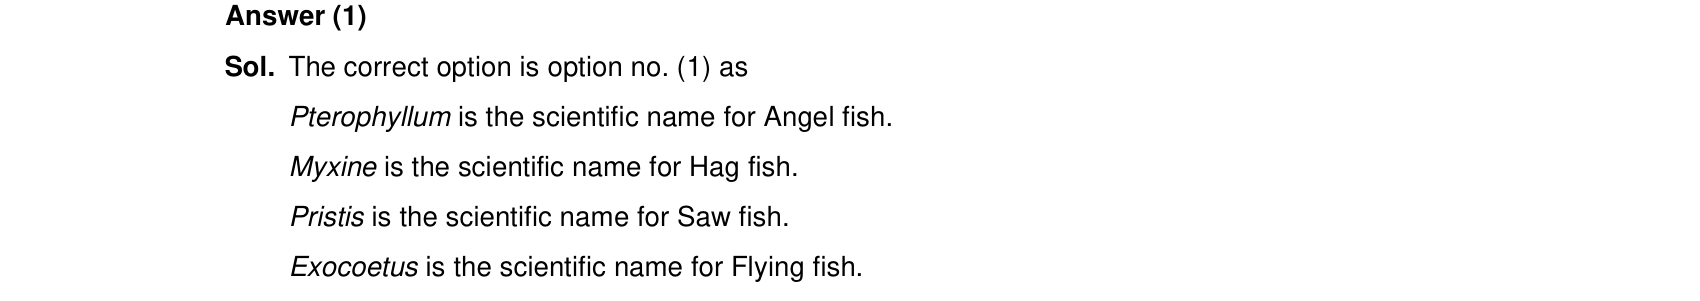 Answer (1)
Sol. The correct option is option no. (1) as
Pterophyllum is the scientific name for Angel fish.
Myxine is the scientific name for Hag fish.
Pristis is the scientific name for Saw fish.
Exocoetus is the scientific name for Flying fish.